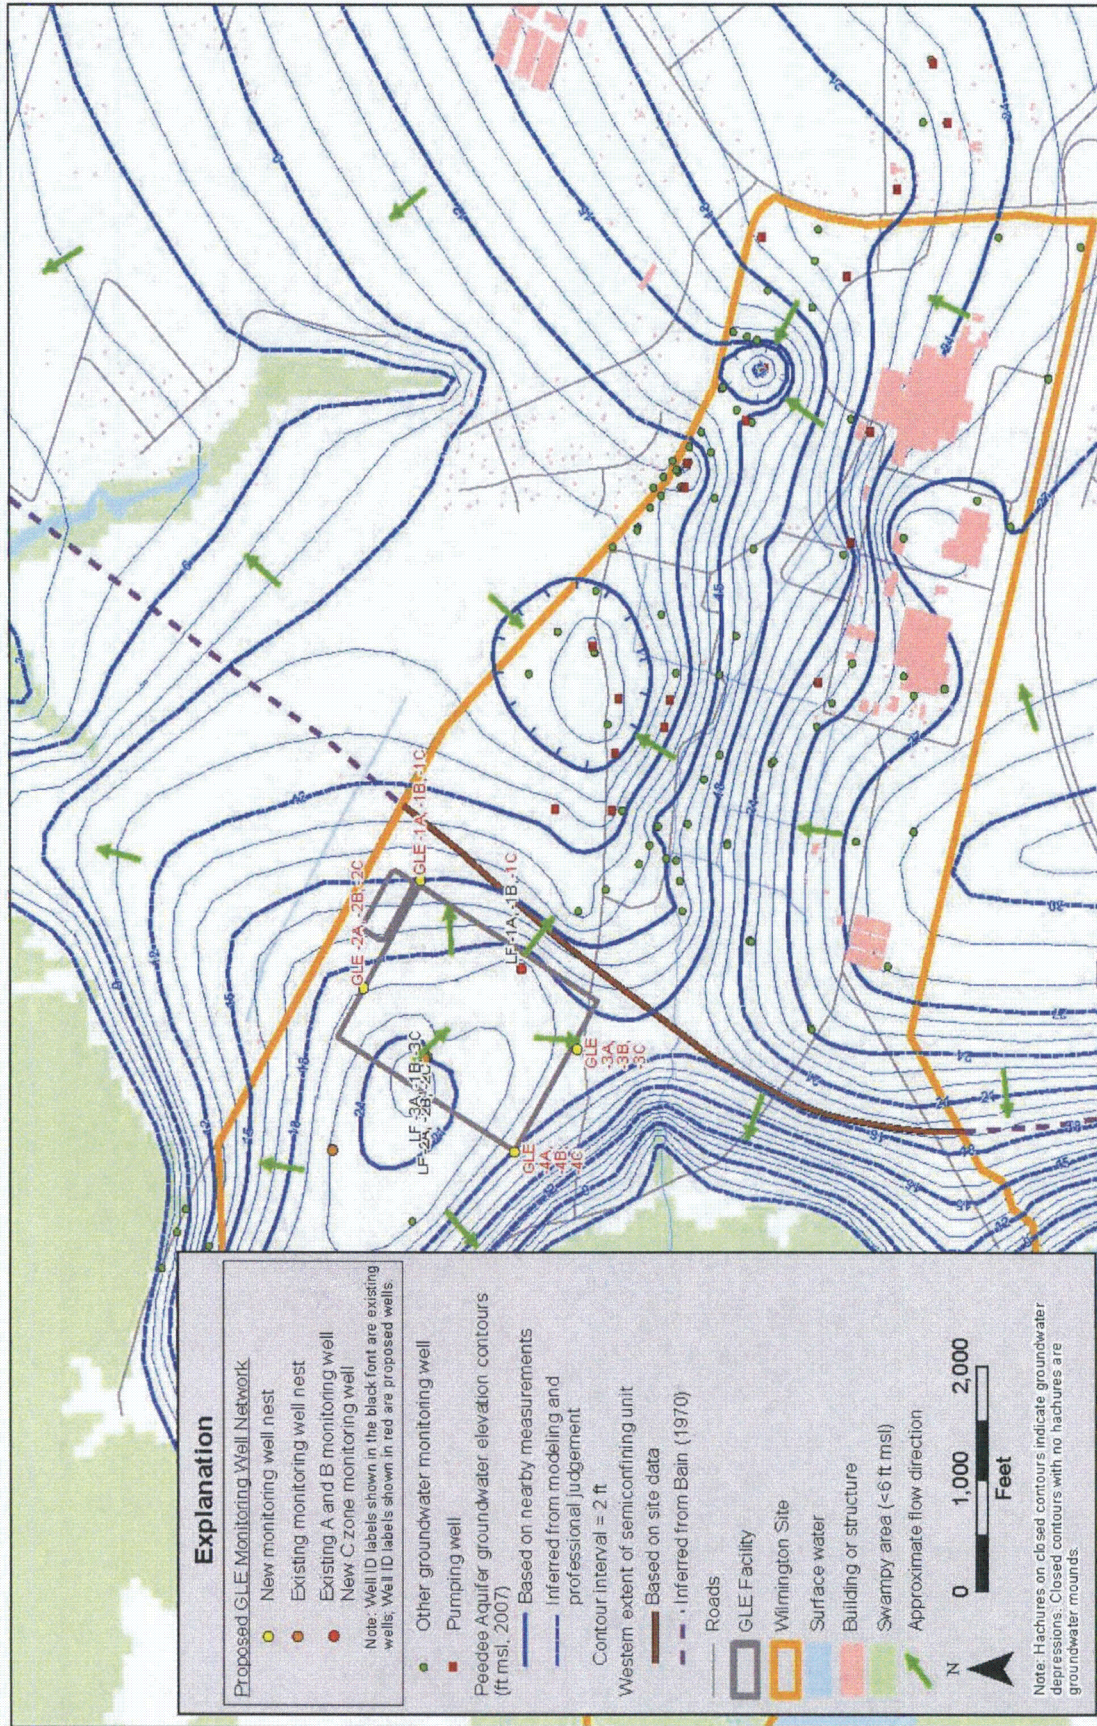 Explanation
Proposed GLE Monitoring Well Network
New monitoring well nest
Existing monitoring well nest
Existing A and B monitoring well
New C zone monitoring well
Note: Well ID labels shown in the black font are existing
wells; Well ID labels shown in red are proposed wells.
Other groundwater monitoring well
Pumping well
Peedee Aquifer groundwater elevation contours
(ft msl, 2007)
Based on nearby measurements
Inferred from modeling and
professional judgement
Contour Interval = 2 ft
Western extent of semiconfining unit
Based on site data
Inferred from Bain (1970)
Roads
GLE Facility
Wilmington Site
Surface water
Building or structure
Swampy area (<6 ft msl)
Approximate flow direction
N
0 1,000 2,000
Feet
Note: Hachures on closed contours indicate groundwater
depressions. Closed contours with no hachures are
groundwater mounds.
GLE -2A, -2B, -2C
GLE -1A, -1B, -1C
LF -1A, -1B, -1C
LF -3A, -1B, -3C
LF -2A, -2B, -2C
GLE
-3A,
-3B,
-3C
GLE
-4A,
-4B,
-4C
24
18
15
12
27
21